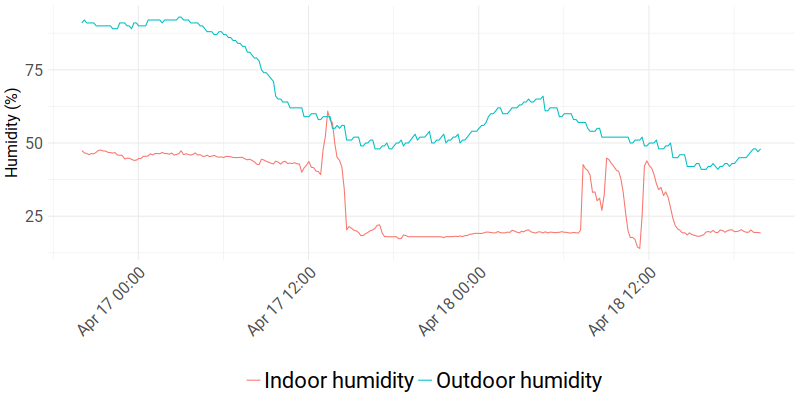 Humidity (%)
75
50
25
Apr 17 00:00
Apr 17 12:00
Apr 18 00:00
Apr 18 12:00
Indoor humidity
Outdoor humidity